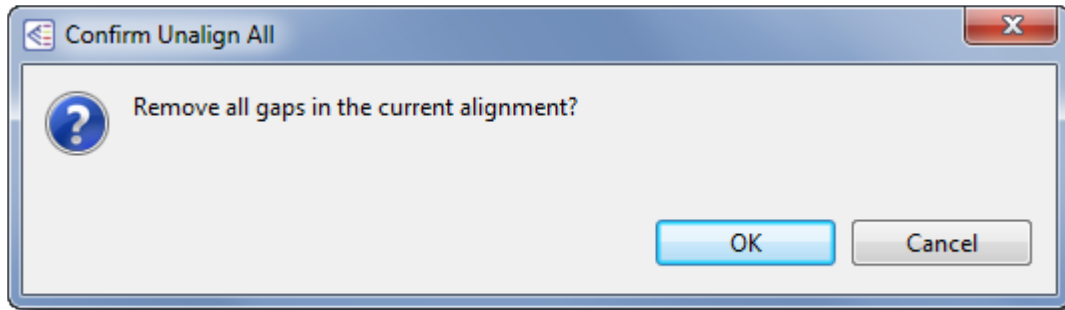 Confirm Unalign All
Remove all gaps in the current alignment?
OK
Cancel